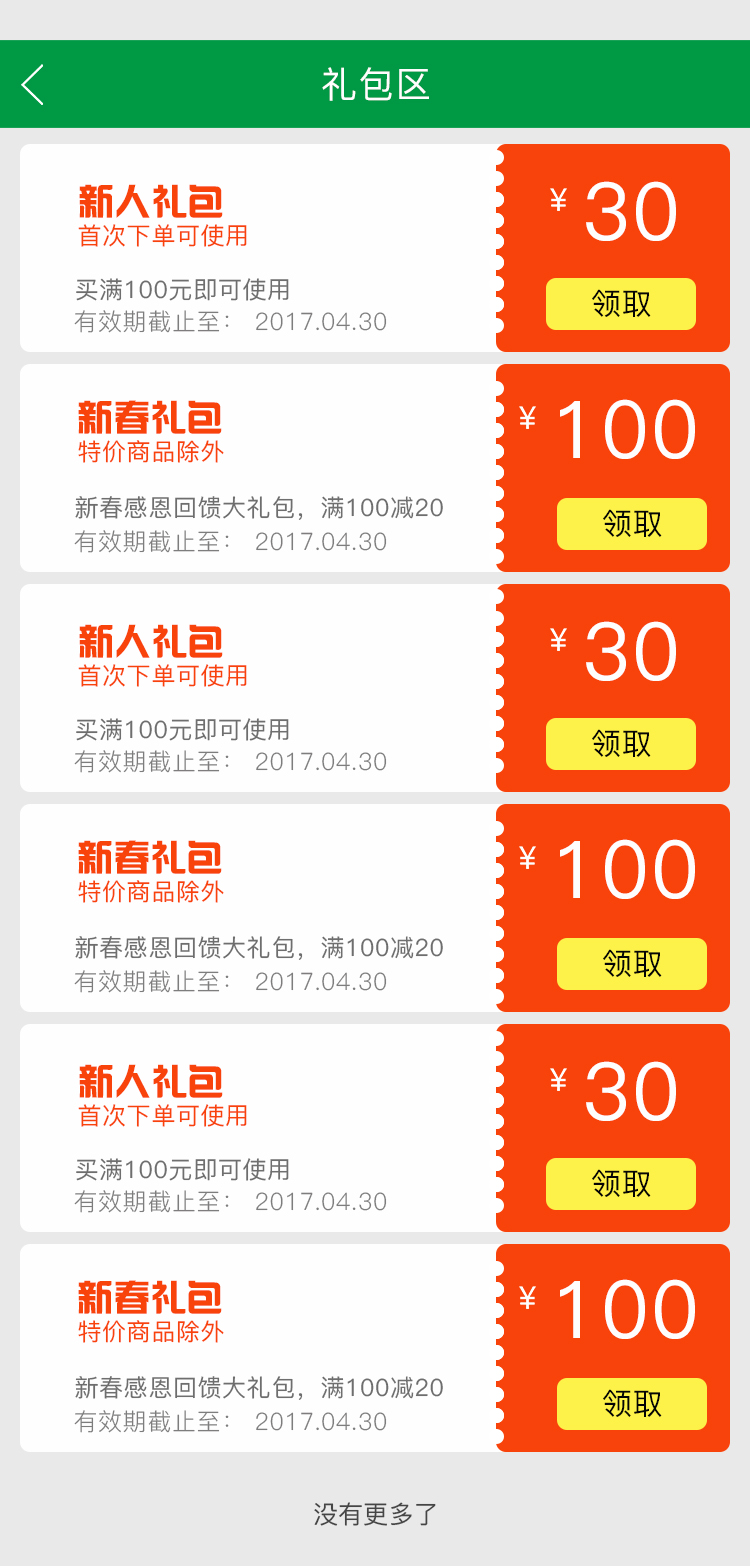 礼包区
新人礼包
首次下单可使用
买满100元即可使用
有效期截止至： 2017.04.30
¥ 30
领取
新春礼包
特价商品除外
新春感恩回馈大礼包，满100减20
有效期截止至： 2017.04.30
¥ 100
领取
新人礼包
首次下单可使用
买满100元即可使用
有效期截止至： 2017.04.30
¥ 30
领取
新春礼包
特价商品除外
新春感恩回馈大礼包，满100减20
有效期截止至： 2017.04.30
¥ 100
领取
新人礼包
首次下单可使用
买满100元即可使用
有效期截止至： 2017.04.30
¥ 30
领取
新春礼包
特价商品除外
新春感恩回馈大礼包，满100减20
有效期截止至： 2017.04.30
¥ 100
领取
没有更多了